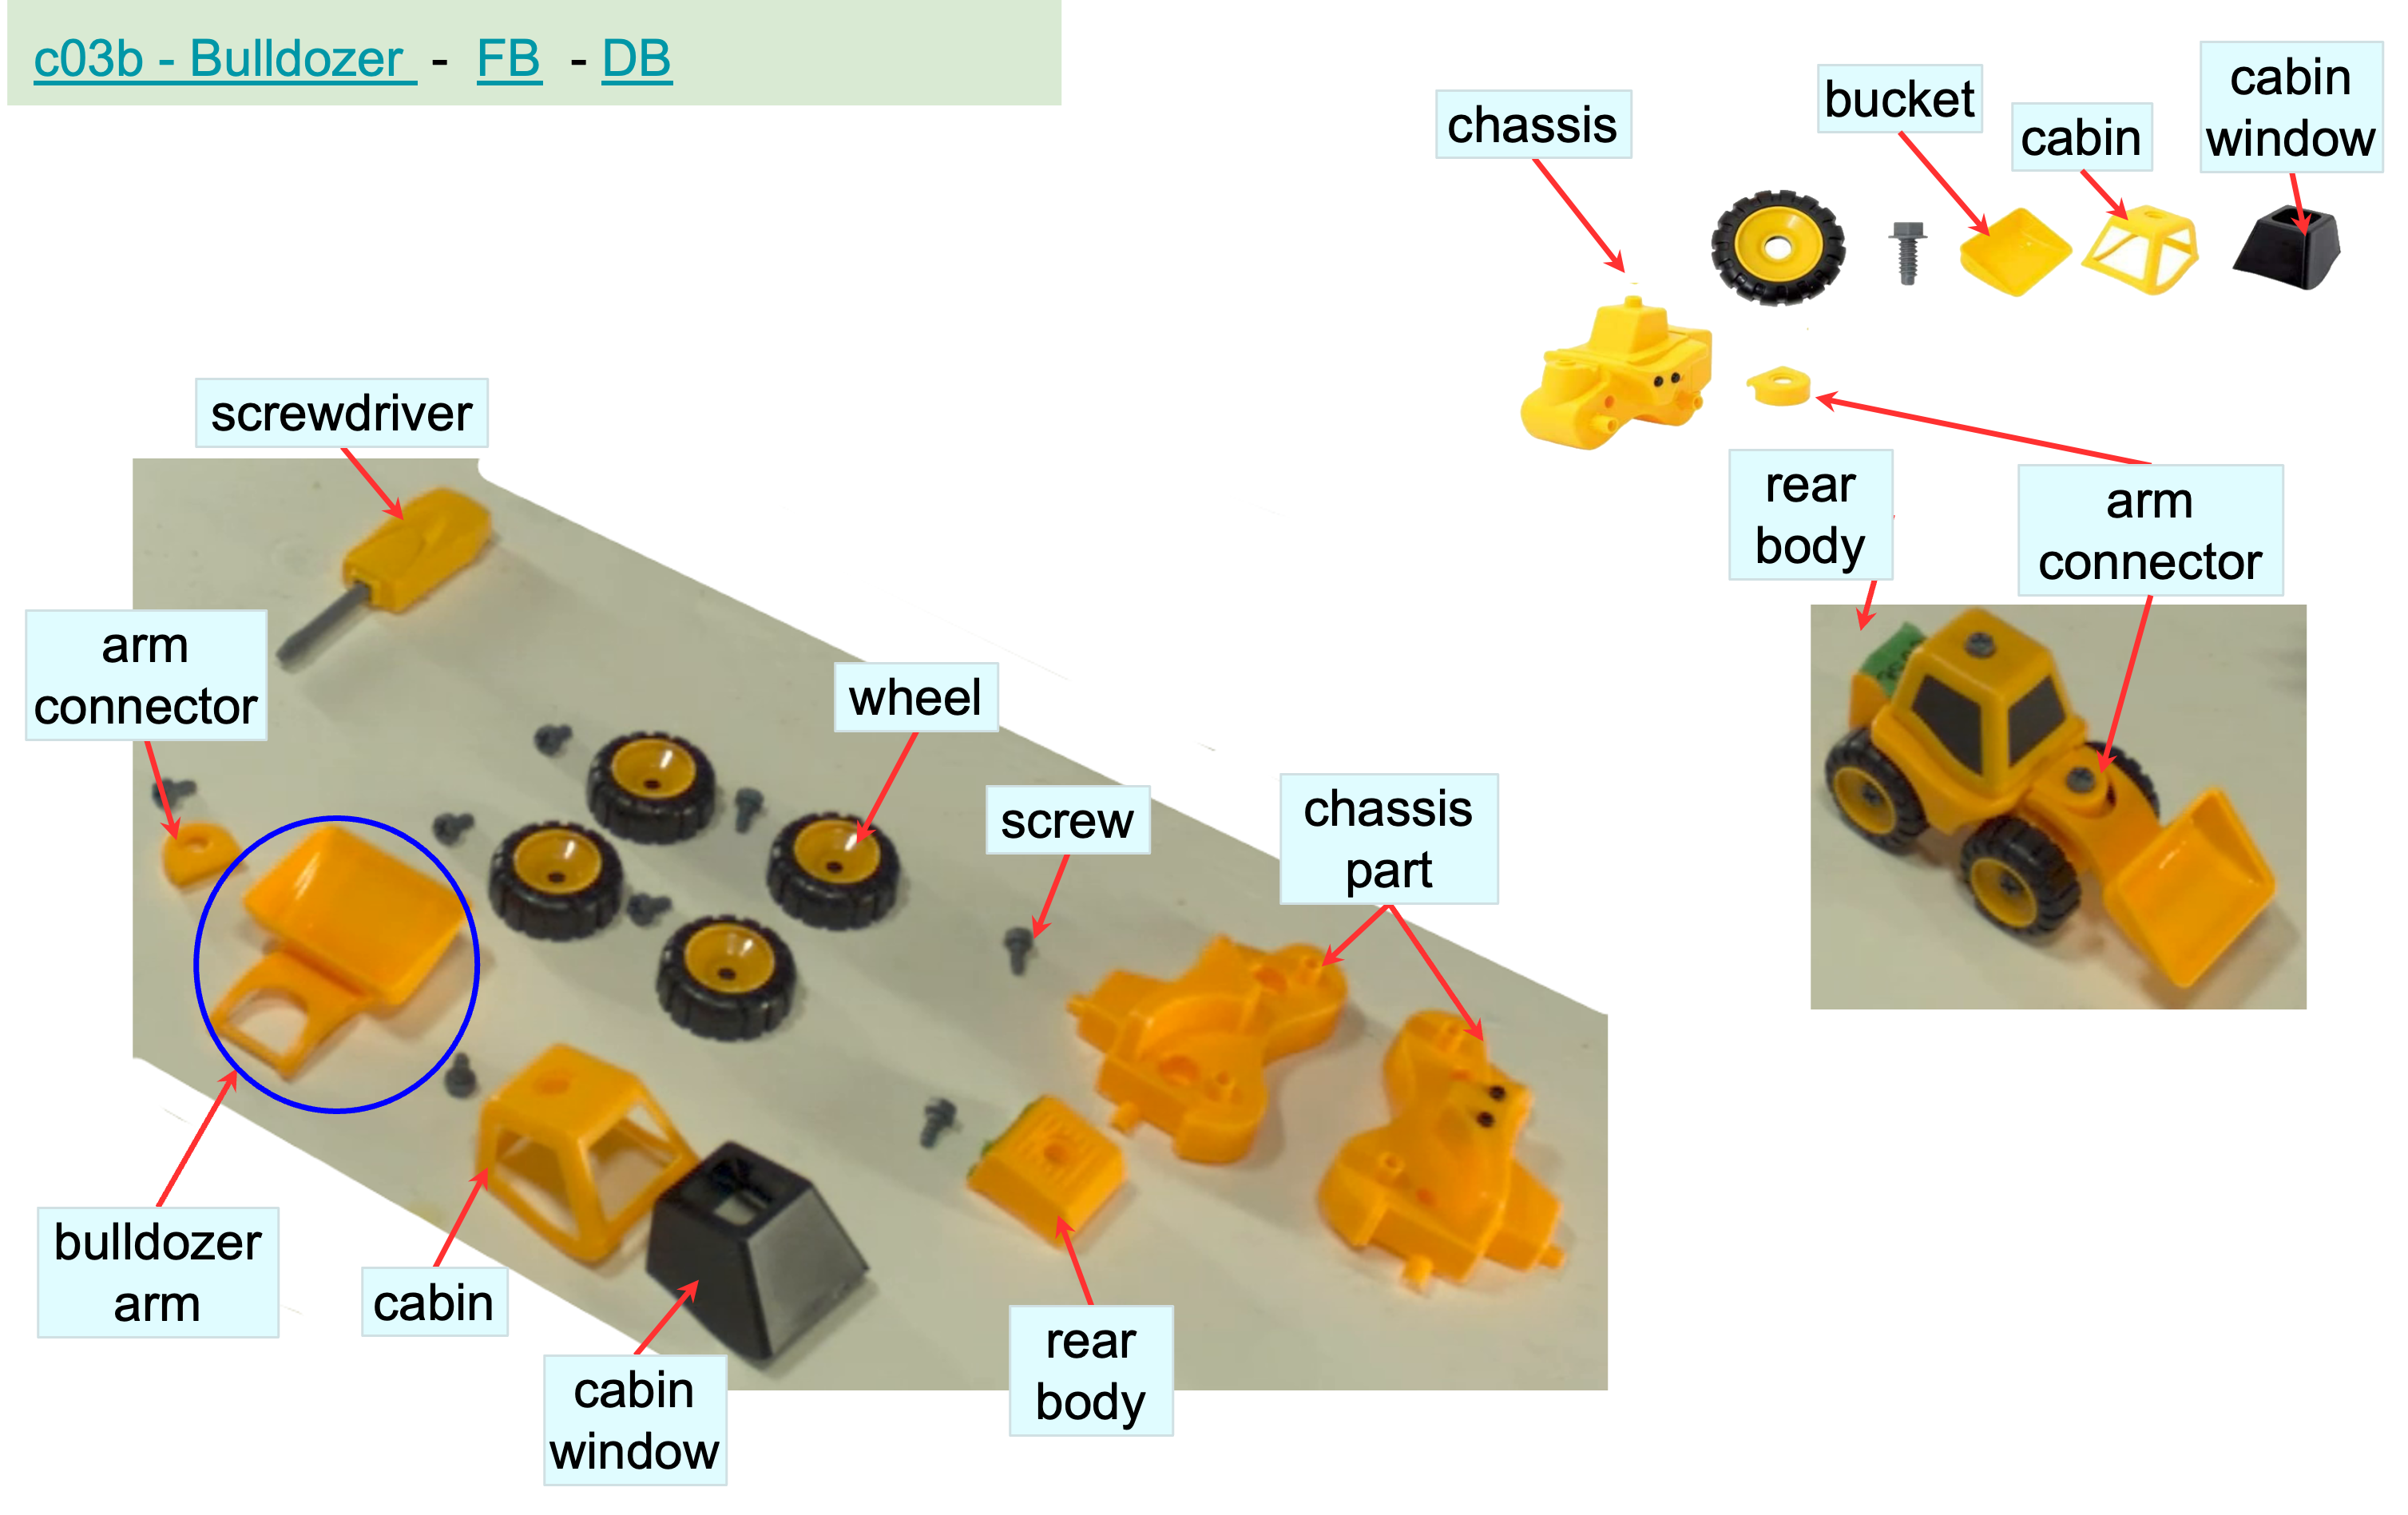 c03b - Bulldozer - FB - DB
chassis
bucket
cabin
cabin
window
rear
body
arm
connector
screwdriver
arm
connector
wheel
screw
chassis
part
bulldozer
arm
cabin
cabin
window
rear
body